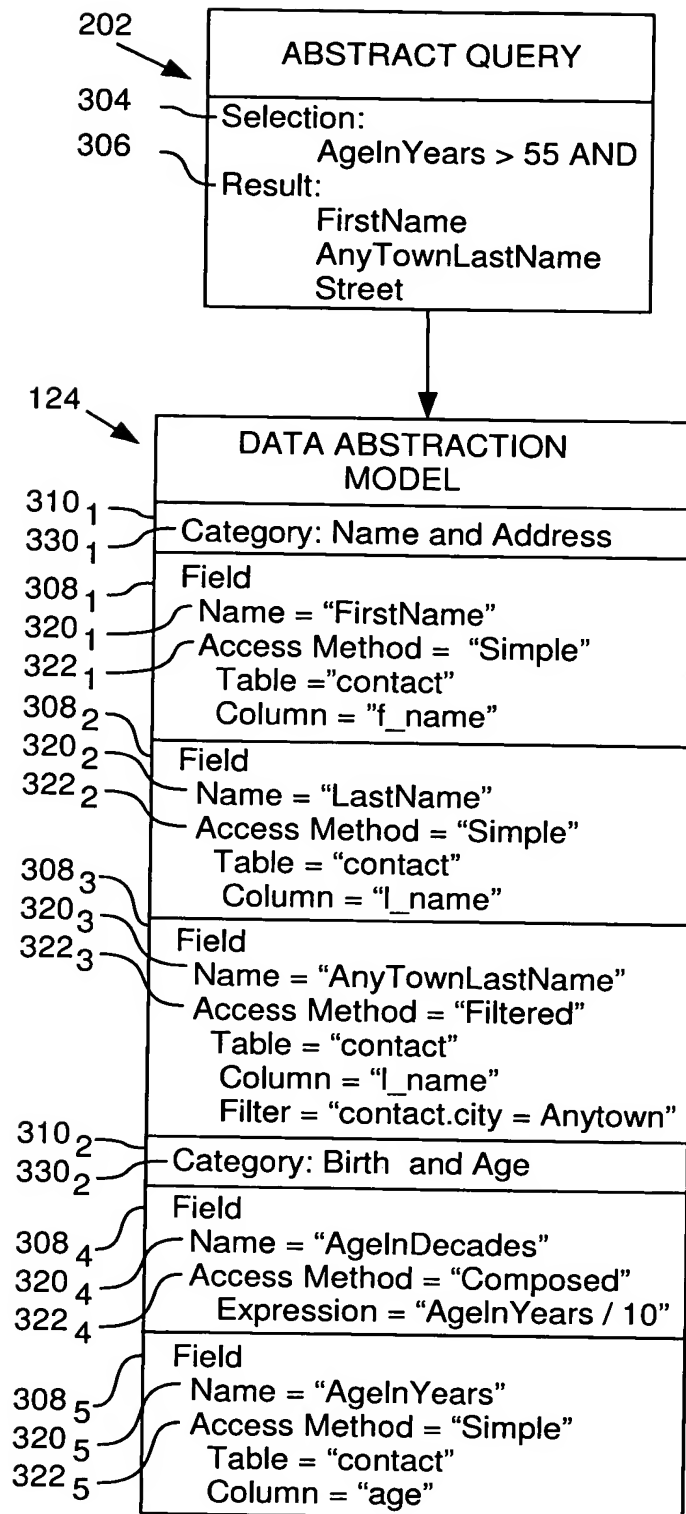 202
ABSTRACT QUERY
304
Selection:
306
AgeInYears > 55 AND
Result:
FirstName
AnyTownLastName
Street
124
DATA ABSTRACTION
MODEL
310 1
330 1
Category: Name and Address
308 1
Field
320 1
Name = “FirstName”
322 1
Access Method = “Simple”
Table =”contact”
Column = ”f_name”
308 2
Field
320 2
Name = “LastName”
322 2
Access Method = “Simple”
Table = “contact”
Column = “l_name”
308 3
Field
320 3
Name = “AnyTownLastName”
322 3
Access Method = “Filtered”
Table = “contact”
Column = “l_name”
Filter = “contact.city = Anytown”
310 2
330 2
Category: Birth and Age
308 4
Field
320 4
Name = “AgeInDecades”
322 4
Access Method = “Composed”
Expression = “AgeInYears / 10”
308 5
Field
320 5
Name = “AgeInYears”
322 5
Access Method = “Simple”
Table = “contact”
Column = “age”